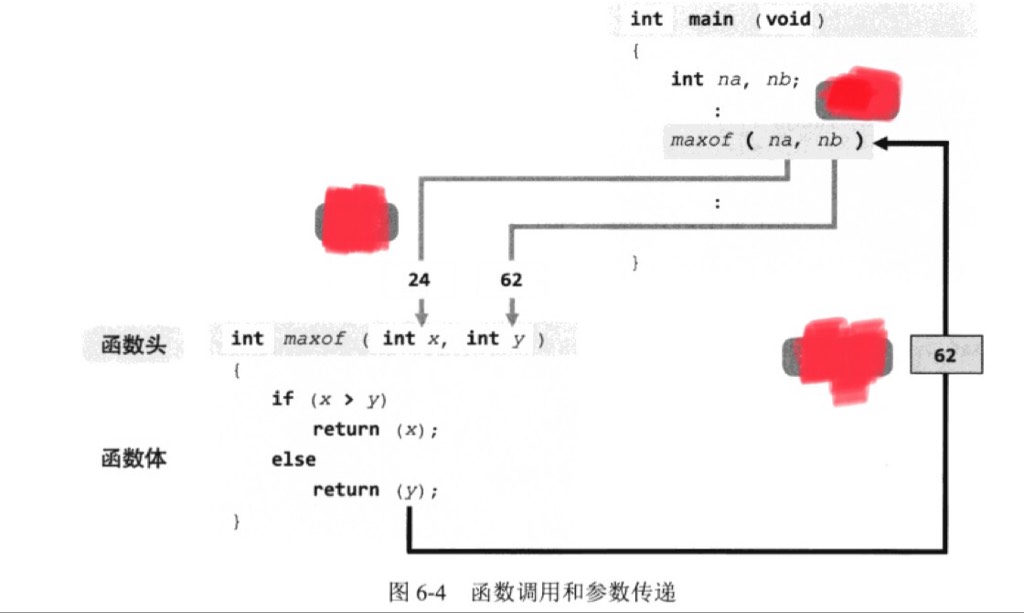 int main (void)
{
int na, nb;
:
maxof ( na, nb )
:
24 62
}
函数头 int maxof ( int x, int y )
62
{
if (x > y)
return (x);
函数体 else
return (y);
}
图 6-4 函数调用和参数传递